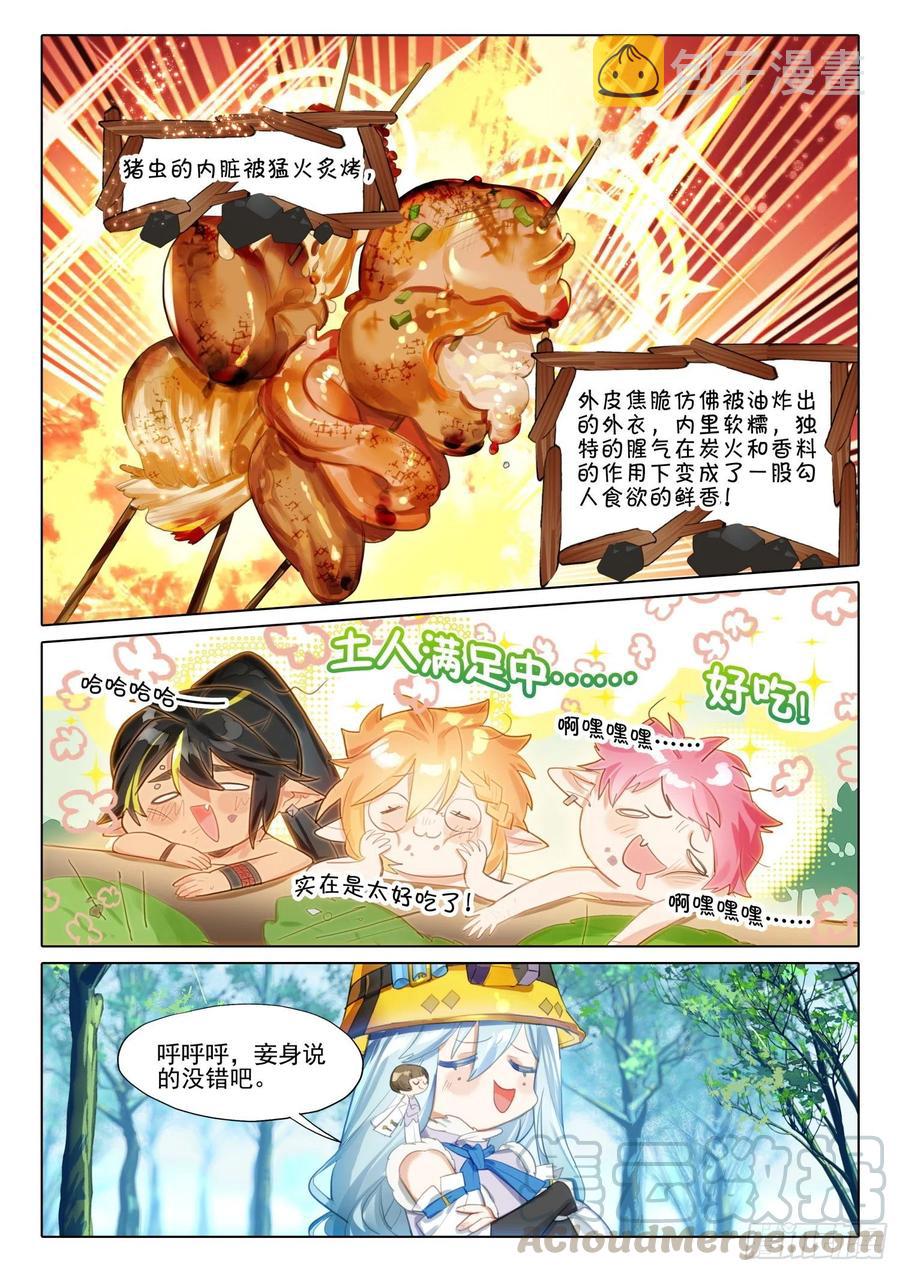 包子漫畫
猪虫的内脏被猛火炙烤，
外皮焦脆仿佛被油炸出
的外衣，内里软糯，独
特的腥气在炭火和香料
的作用下变成了一股勾
人食欲的鲜香！
土人满足中……
好吃！
哈哈哈哈——
啊嘿嘿嘿……
实在是太好吃了！
啊嘿嘿嘿……
呼呼呼，妾身说
的没错吧。
集云数据
AcloudMerge.com